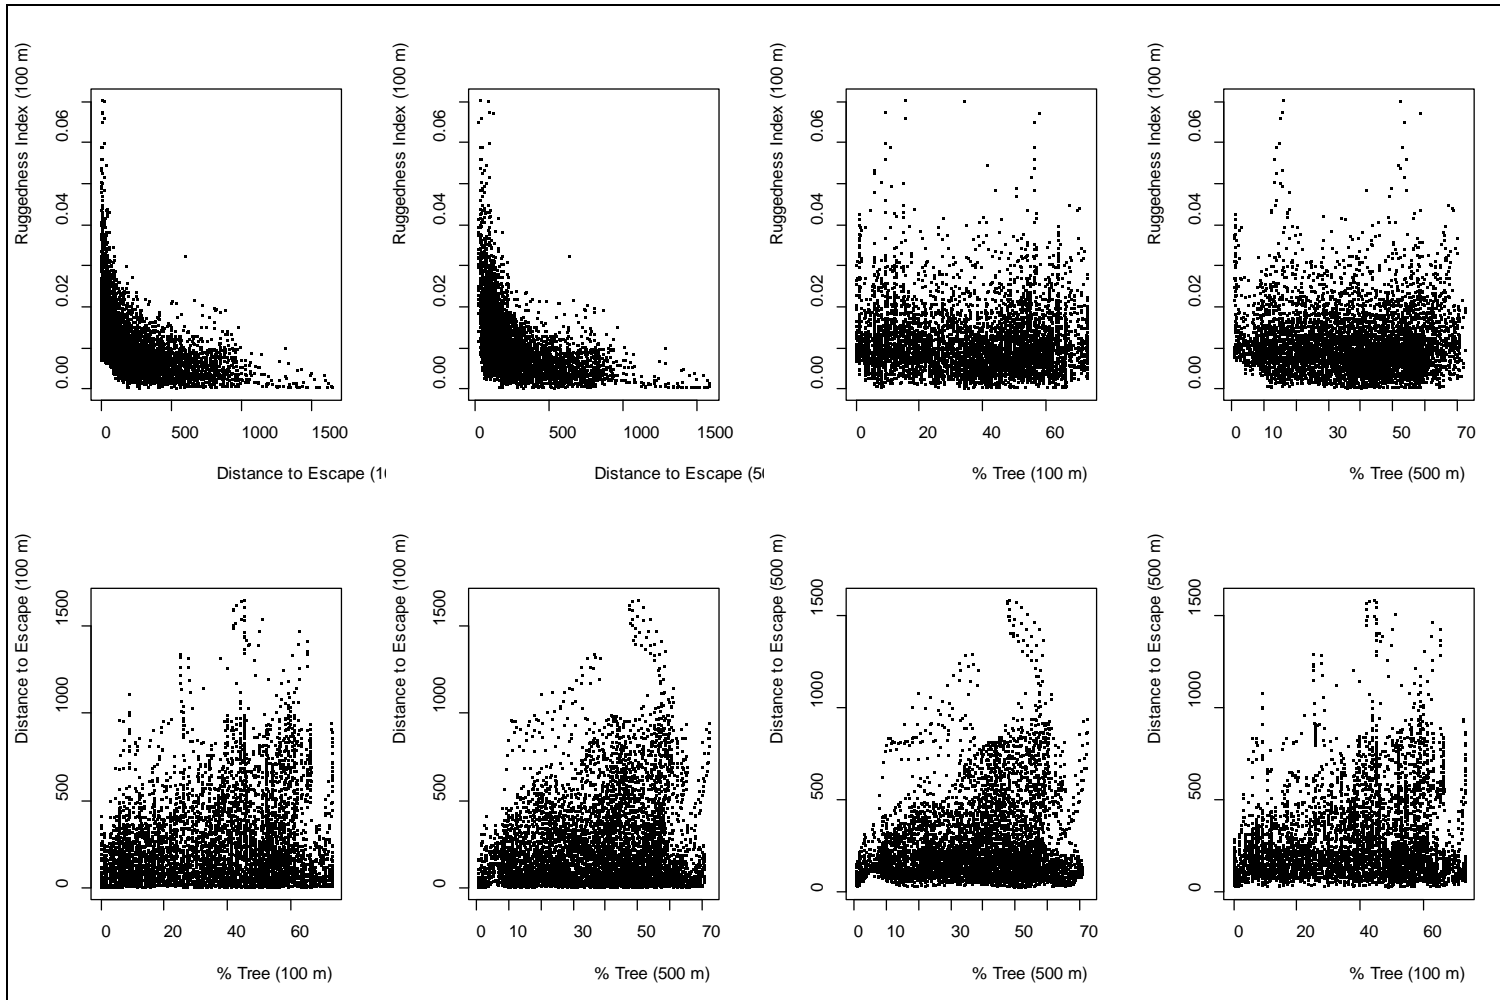 Ruggedness Index (100 m)
0.00 0.02 0.04 0.06
0 500 1000 1500
Distance to Escape (10
Ruggedness Index (100 m)
0.00 0.02 0.04 0.06
0 500 1000 1500
Distance to Escape (50
Ruggedness Index (100 m)
0.00 0.02 0.04 0.06
0 20 40 60
% Tree (100 m)
Ruggedness Index (100 m)
0.00 0.02 0.04 0.06
0 10 30 50 70
% Tree (500 m)
Distance to Escape (100 m)
0 500 1000 1500
0 20 40 60
% Tree (100 m)
Distance to Escape (100 m)
0 500 1000 1500
0 10 30 50 70
% Tree (500 m)
Distance to Escape (500 m)
0 500 1000 1500
0 10 30 50 70
% Tree (500 m)
Distance to Escape (500 m)
0 500 1000 1500
0 20 40 60
% Tree (100 m)